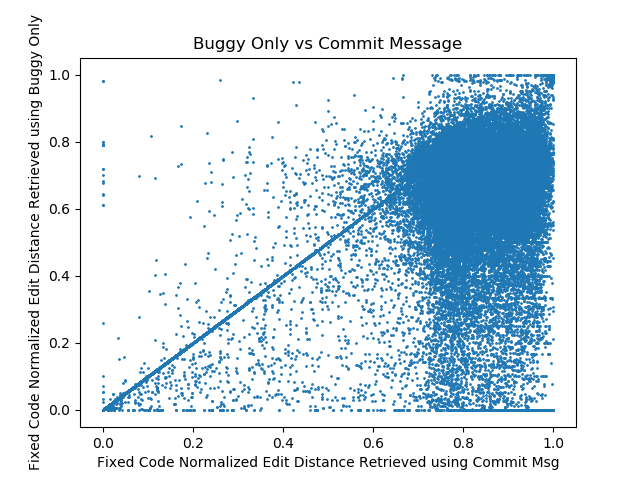 Buggy Only vs Commit Message
Fixed Code Normalized Edit Distance Retrieved using Buggy Only
1.0
0.8
0.6
0.4
0.2
0.0
0.0 0.2 0.4 0.6 0.8 1.0
Fixed Code Normalized Edit Distance Retrieved using Commit Msg